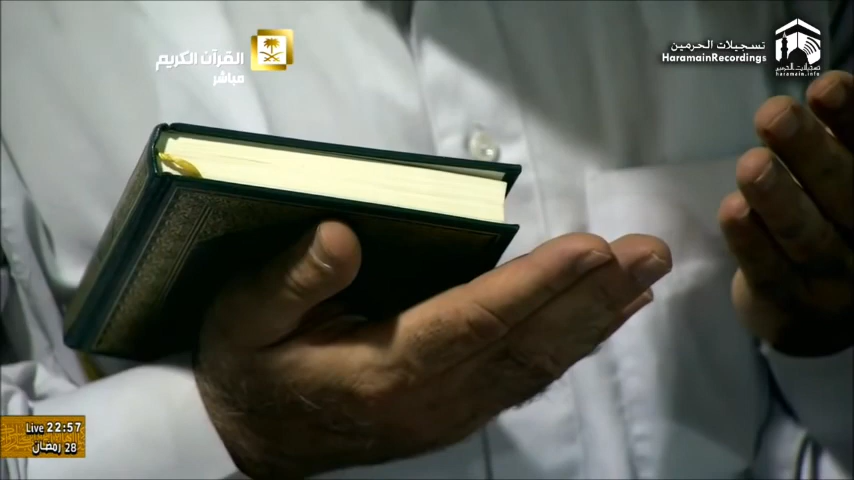 القرآن الكريم
مباشر
تسجيلات الحرمين
HaramainRecordings
تسجيلات الحرمين
haramain.info
Live 22:57
28 رمضان